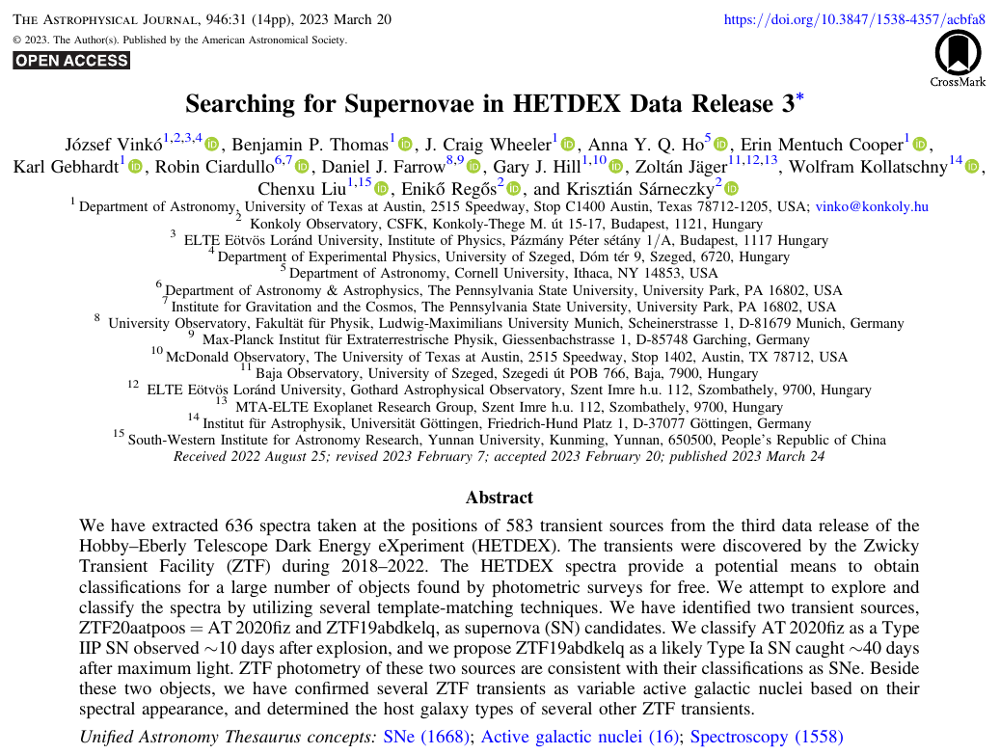 THE ASTROPHYSICAL JOURNAL, 946:31 (14pp), 2023 March 20
https://doi.org/10.3847/1538-4357/acbfa8
© 2023. The Author(s). Published by the American Astronomical Society.
OPEN ACCESS
CrossMark
Searching for Supernovae in HETDEX Data Release 3*
József Vinkó1,2,3,4, Benjamin P. Thomas1, J. Craig Wheeler1, Anna Y. Q. Ho5, Erin Mentuch Cooper1,
Karl Gebhardt1, Robin Ciardullo6,7, Daniel J. Farrow8,9, Gary J. Hill1,10, Zoltán Jäger11,12,13, Wolfram Kollatschny14,
Chenxu Liu1,15, Enikő Regős2, and Krisztián Sárneczky2
1 Department of Astronomy, University of Texas at Austin, 2515 Speedway, Stop C1400 Austin, Texas 78712-1205, USA; vinko@konkoly.hu
2 Konkoly Observatory, CSFK, Konkoly-Thege M. út 15-17, Budapest, 1121, Hungary
3 ELTE Eötvös Loránd University, Institute of Physics, Pázmány Péter sétány 1/A, Budapest, 1117 Hungary
4 Department of Experimental Physics, University of Szeged, Dóm tér 9, Szeged, 6720, Hungary
5 Department of Astronomy, Cornell University, Ithaca, NY 14853, USA
6 Department of Astronomy & Astrophysics, The Pennsylvania State University, University Park, PA 16802, USA
7 Institute for Gravitation and the Cosmos, The Pennsylvania State University, University Park, PA 16802, USA
8 University Observatory, Fakultät für Physik, Ludwig-Maximilians University Munich, Scheinerstrasse 1, D-81679 Munich, Germany
9 Max-Planck Institut für Extraterrestrische Physik, Giessenbachstrasse 1, D-85748 Garching, Germany
10 McDonald Observatory, The University of Texas at Austin, 2515 Speedway, Stop 1402, Austin, TX 78712, USA
11 Baja Observatory, University of Szeged, Szegedi út POB 766, Baja, 7900, Hungary
12 ELTE Eötvös Loránd University, Gothard Astrophysical Observatory, Szent Imre h.u. 112, Szombathely, 9700, Hungary
13 MTA-ELTE Exoplanet Research Group, Szent Imre h.u. 112, Szombathely, 9700, Hungary
14 Institut für Astrophysik, Universität Göttingen, Friedrich-Hund Platz 1, D-37077 Göttingen, Germany
15 South-Western Institute for Astronomy Research, Yunnan University, Kunming, Yunnan, 650500, People's Republic of China
Received 2022 August 25; revised 2023 February 7; accepted 2023 February 20; published 2023 March 24
Abstract
We have extracted 636 spectra taken at the positions of 583 transient sources from the third data release of the
Hobby–Eberly Telescope Dark Energy eXperiment (HETDEX). The transients were discovered by the Zwicky
Transient Facility (ZTF) during 2018–2022. The HETDEX spectra provide a potential means to obtain
classifications for a large number of objects found by photometric surveys for free. We attempt to explore and
classify the spectra by utilizing several template-matching techniques. We have identified two transient sources,
ZTF20aatpoos = AT 2020fiz and ZTF19abdkelq, as supernova (SN) candidates. We classify AT 2020fiz as a Type
IIP SN observed ∼10 days after explosion, and we propose ZTF19abdkelq as a likely Type Ia SN caught ∼40 days
after maximum light. ZTF photometry of these two sources are consistent with their classifications as SNe. Beside
these two objects, we have confirmed several ZTF transients as variable active galactic nuclei based on their
spectral appearance, and determined the host galaxy types of several other ZTF transients.
Unified Astronomy Thesaurus concepts: SNe (1668); Active galactic nuclei (16); Spectroscopy (1558)